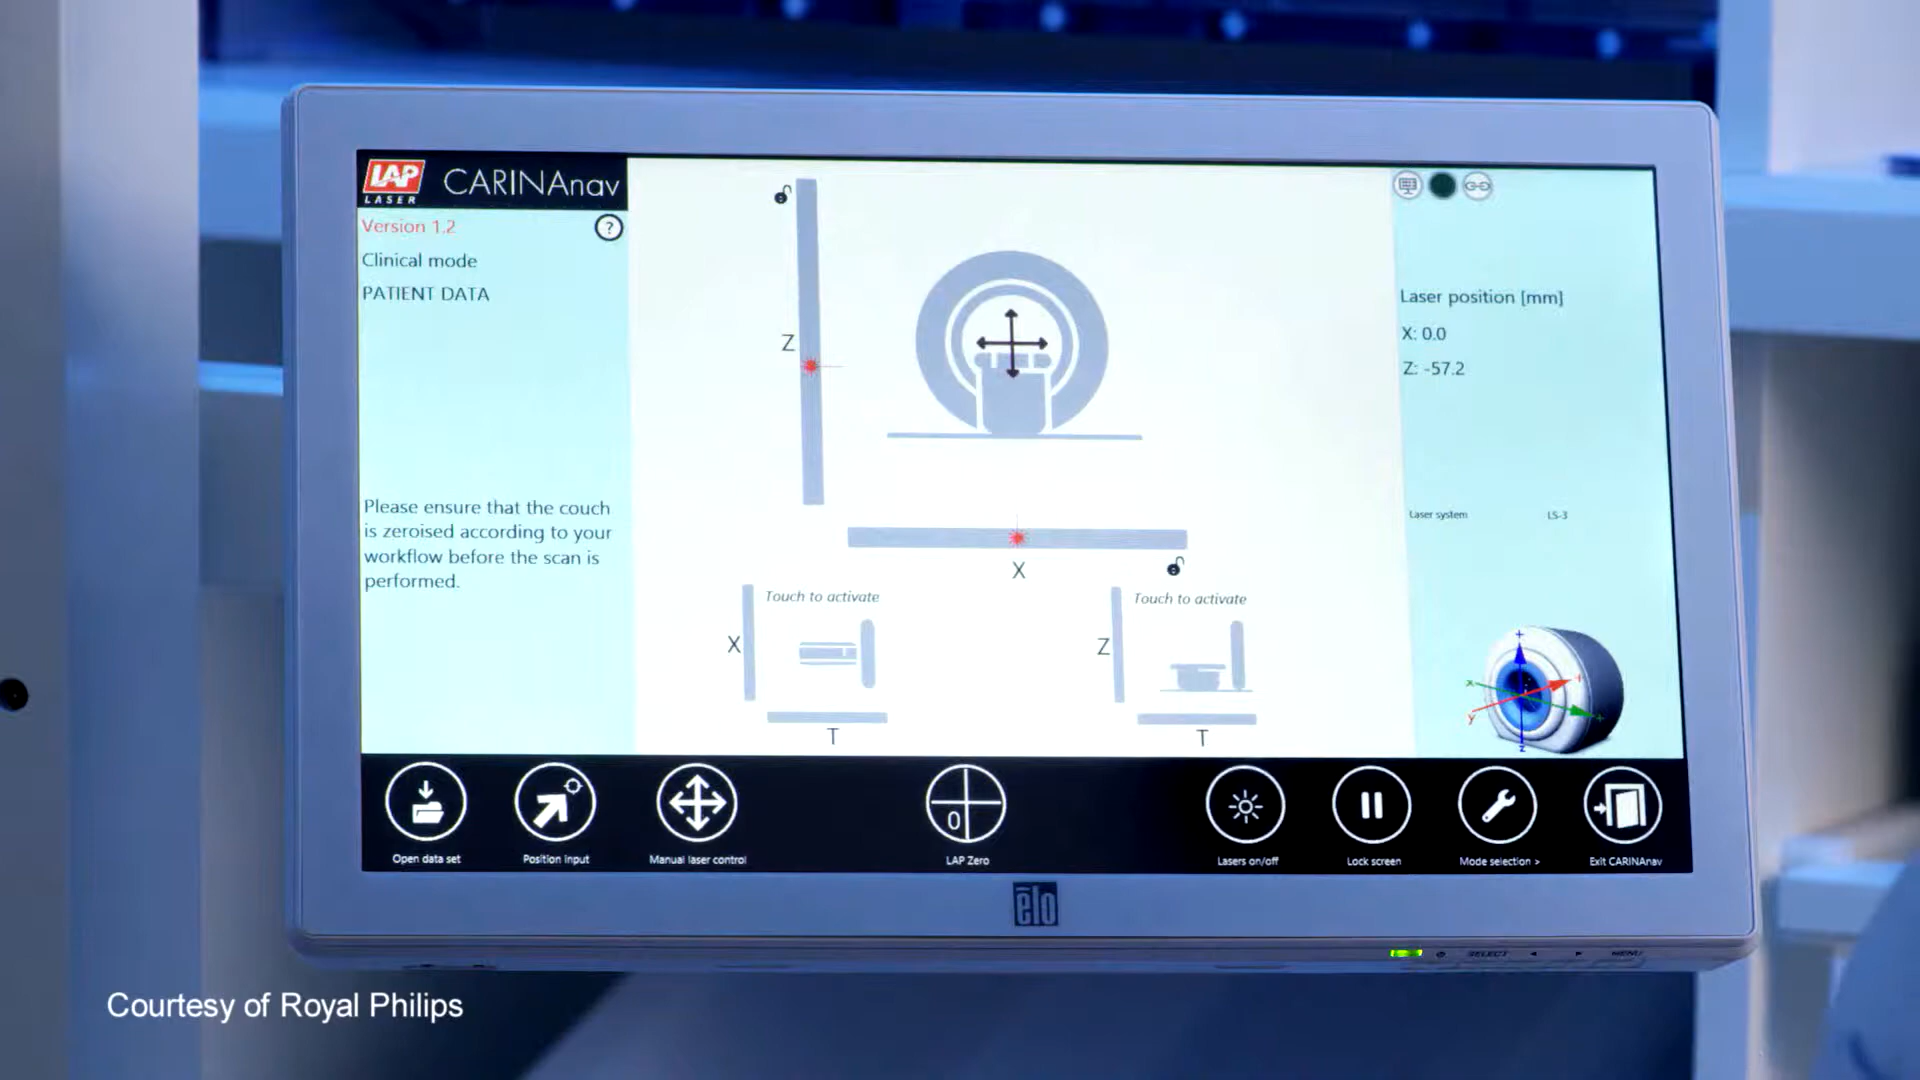 LAP
LASER
CARINAnav
Version 1.2
?
Clinical mode
PATIENT DATA
Please ensure that the couch
is zeroised according to your
workflow before the scan is
performed.
Z
X
Touch to activate
X
T
Touch to activate
Z
T
Laser position [mm]
X: 0.0
Z: -57.2
Laser system LS-3
+
x
+
y
+
z
Open data set
Position input
Manual laser control
0
LAP Zero
Lasers on/off
Lock screen
Mode selection >
Exit CARINAnav
elo
SELECT
MENU
Courtesy of Royal Philips